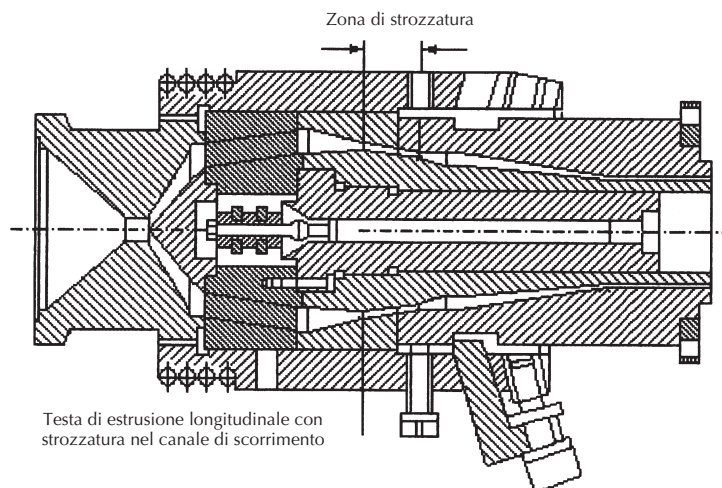 Zona di strozzatura
Testa di estrusione longitudinale con
strozzatura nel canale di scorrimento